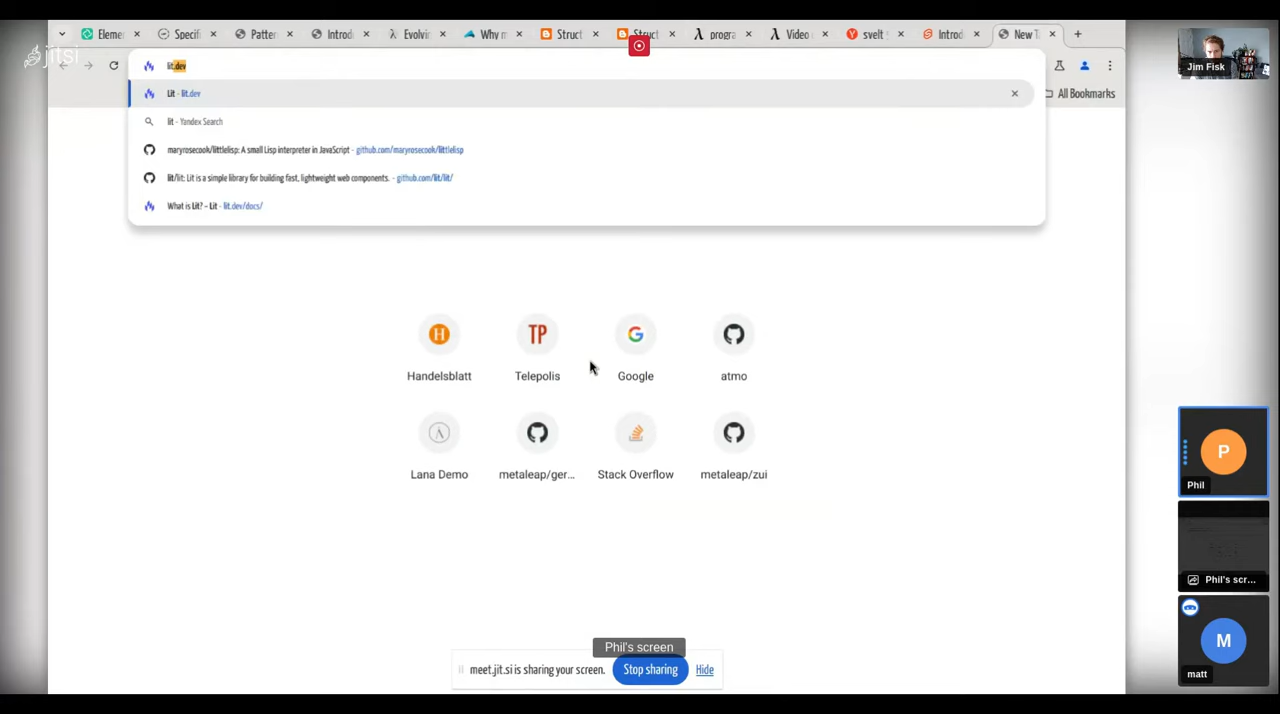 Elemen
Specifi
Patter
Introd
Evolvin
Why m
Struct
Struct
progra
Video
svelt S
Introd
New Ta
jitsi
lit.dev
Lit - lit.dev
All Bookmarks
lit - Yandex Search
maryrosecook/littlelisp: A small Lisp interpreter in JavaScript - github.com/maryrosecook/littlelisp
lit/lit: Lit is a simple library for building fast, lightweight web components. - github.com/lit/lit/
What is Lit? – Lit - lit.dev/docs/
Handelsblatt
TP
Telepolis
Google
atmo
Lana Demo
metaleap/ger...
Stack Overflow
metaleap/zui
Phil's screen
meet.jit.si is sharing your screen.
Stop sharing
Hide
Jim Fisk
P
Phil
Phil's scr...
M
matt